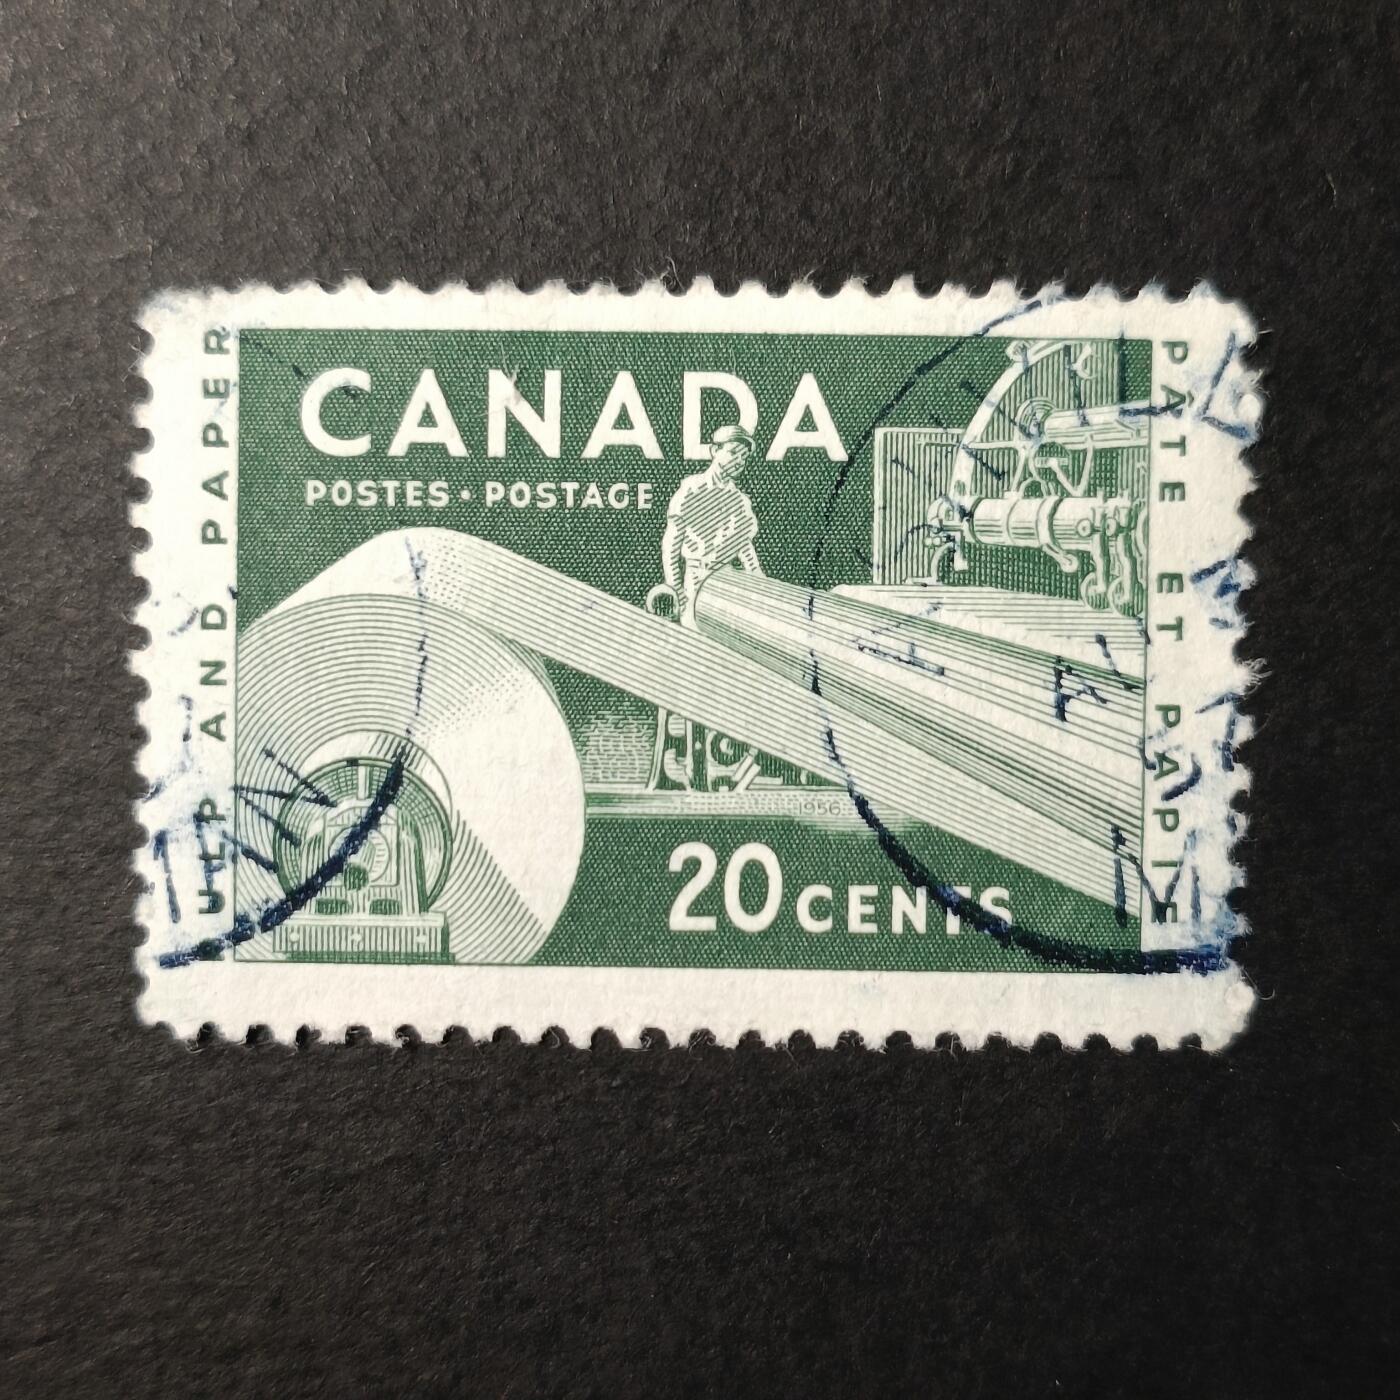 CANADA
POSTES · POSTAGE
PULP AND PAPER
PÂTE ET PAPIER
1956
20 CENTS